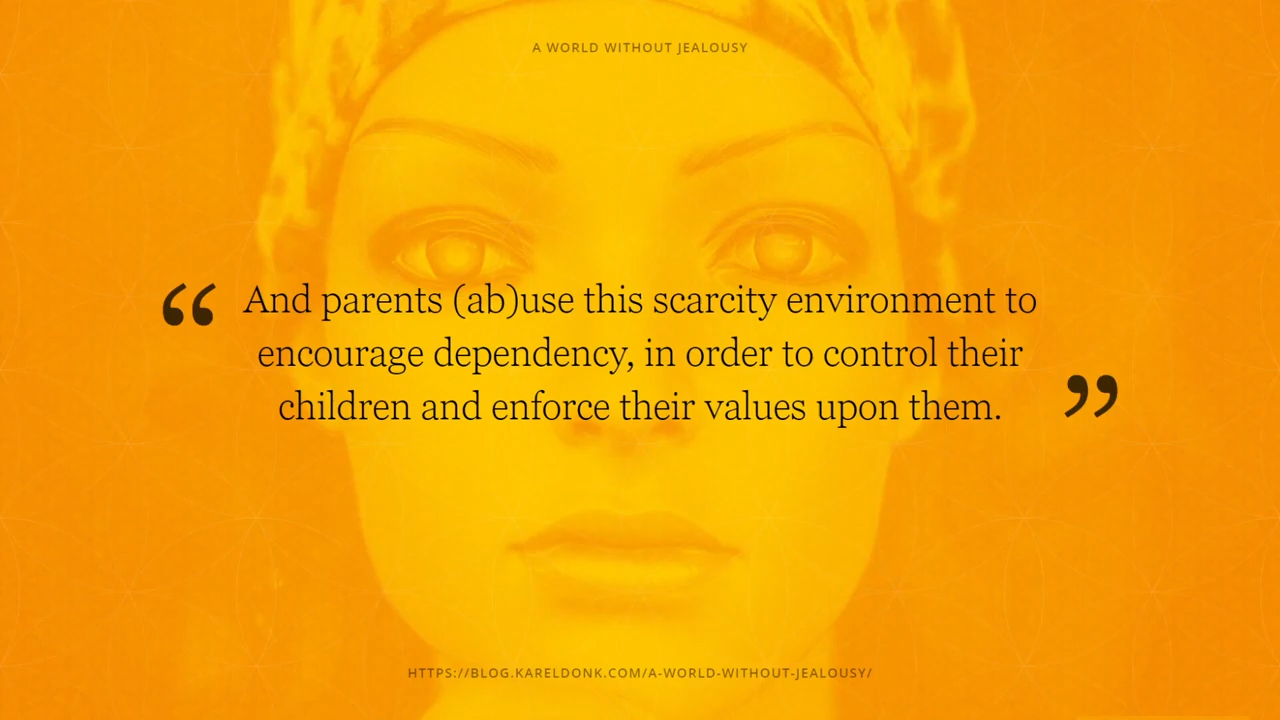 A WORLD WITHOUT JEALOUSY
“And parents (ab)use this scarcity environment to
encourage dependency, in order to control their
children and enforce their values upon them.”
HTTPS://BLOG.KARELDONK.COM/A-WORLD-WITHOUT-JEALOUSY/